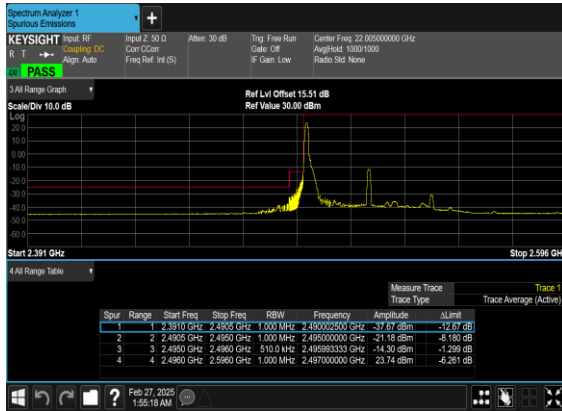 Spectrum Analyzer 1
Spurious Emissions
+
KEYSIGHT
R T
LXI
PASS
Input: RF
Coupling: DC
Align: Auto
Input Z: 50 Ω
Corr CCorr
Freq Ref: Int (S)
Atten: 30 dB
Trig: Free Run
Gate: Off
IF Gain: Low
Center Freq: 22.005000000 GHz
Avg|Hold: 1000/1000
Radio Std: None
3 All Range Graph
Scale/Div 10.0 dB
Ref Lvl Offset 15.51 dB
Ref Value 30.00 dBm
Log
20.0
10.0
0.00
-10.0
-20.0
-30.0
-40.0
-50.0
-60.0
Start 2.391 GHz
Stop 2.596 GHz
4 All Range Table
Measure Trace Trace 1
Trace Type Trace Average (Active)
Spur Range Start Freq Stop Freq RBW Frequency Amplitude ΔLimit
1 1 2.3910 GHz 2.4905 GHz 1.000 MHz 2.490002500 GHz -37.67 dBm -12.67 dB
2 2 2.4905 GHz 2.4950 GHz 1.000 MHz 2.495000000 GHz -21.18 dBm -8.180 dB
3 3 2.4950 GHz 2.4960 GHz 510.0 kHz 2.495993333 GHz -14.30 dBm -1.299 dB
4 4 2.4960 GHz 2.5960 GHz 1.000 MHz 2.497000000 GHz 23.74 dBm -6.261 dB
?
Feb 27, 2025
1:55:18 AM